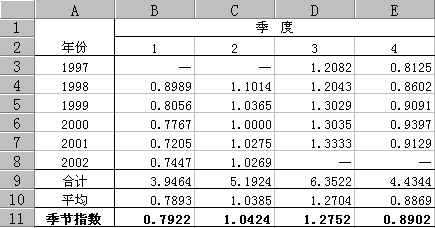 A B C D E
1 季 度
2 年份 1 2 3 4
3 1997 — — 1.2082 0.8125
4 1998 0.8989 1.1014 1.2043 0.8602
5 1999 0.8056 1.0365 1.3029 0.9091
6 2000 0.7767 1.0000 1.3035 0.9397
7 2001 0.7205 1.0275 1.3333 0.9129
8 2002 0.7447 1.0269 — —
9 合计 3.9464 5.1924 6.3522 4.4344
10 平均 0.7893 1.0385 1.2704 0.8869
11 季节指数 0.7922 1.0424 1.2752 0.8902